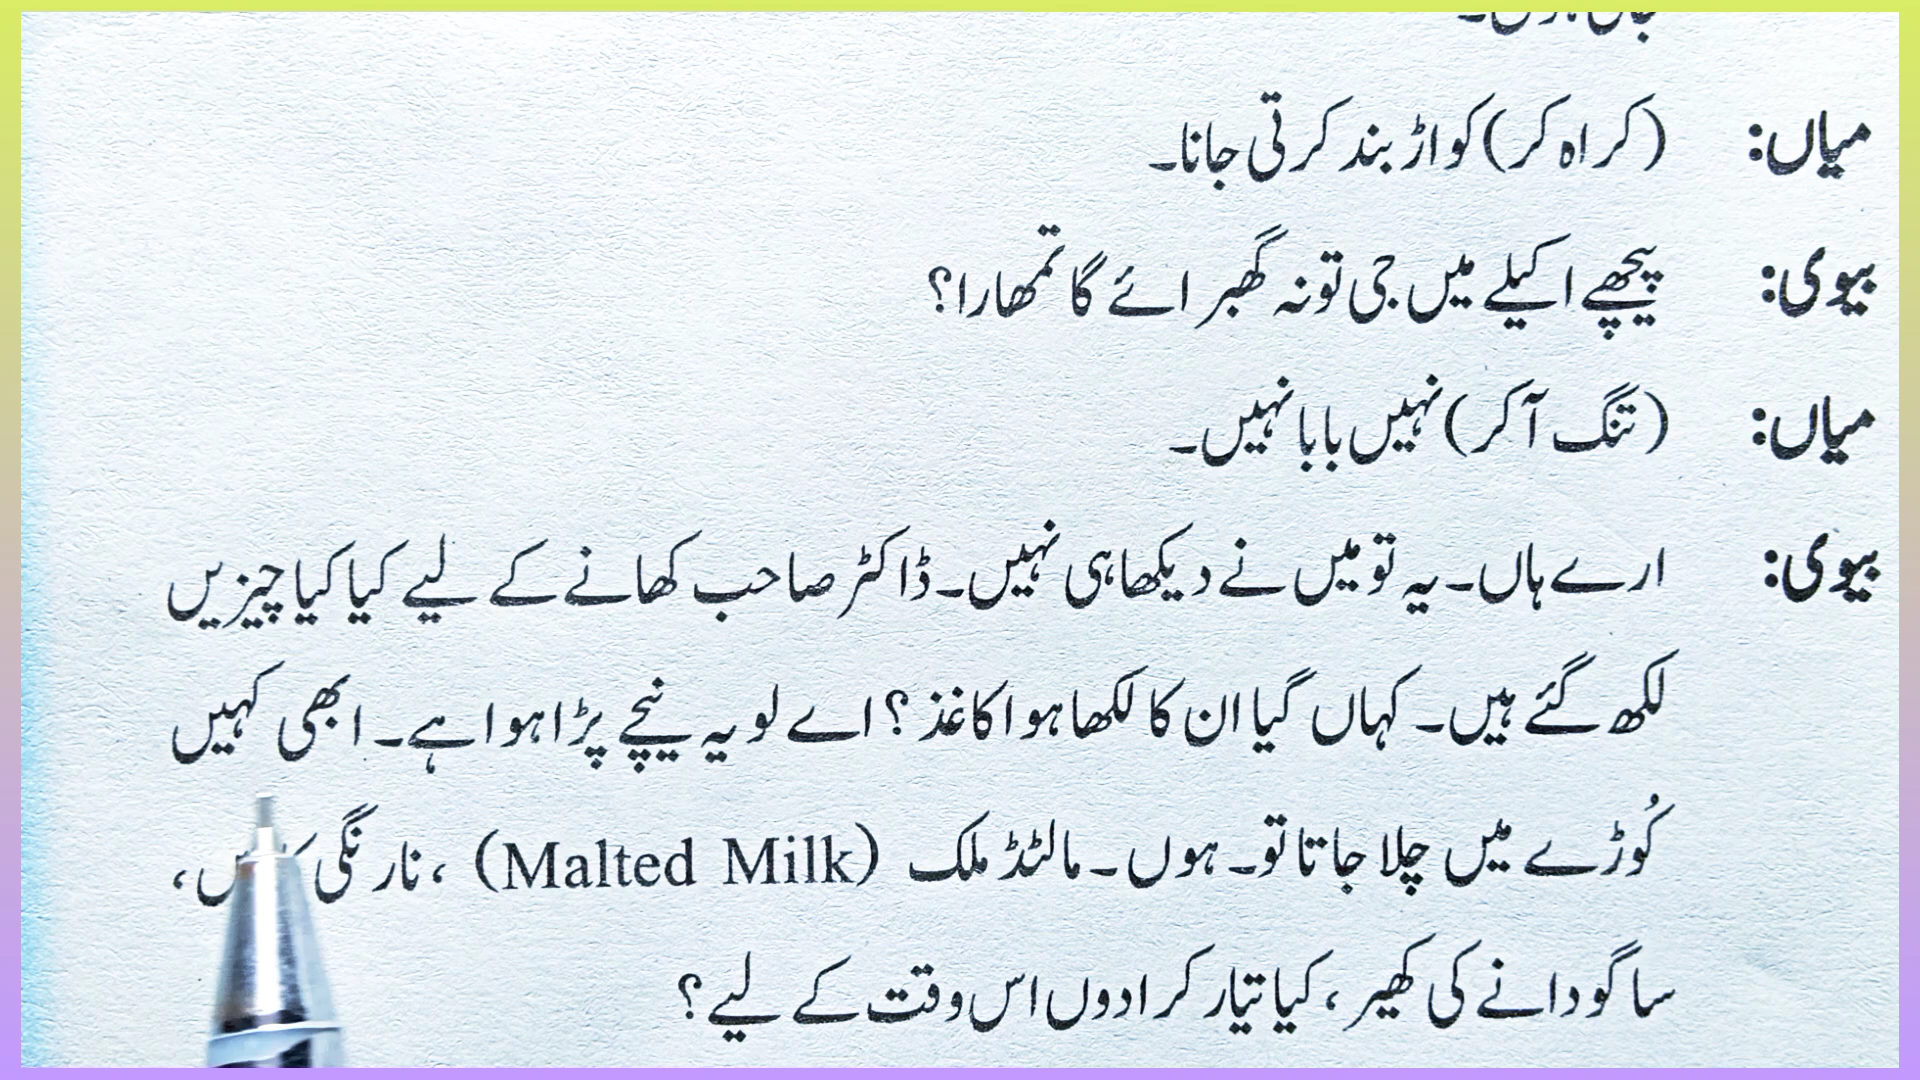 میاں: (کراہ کر) کواڑ بند کرتی جانا۔
بیوی: پیچھے اکیلے میں جی تو نہ گھبرائے گا تمھارا؟
میاں: (تنگ آ کر) نہیں بابا نہیں۔
بیوی: ارے ہاں۔ یہ تو میں نے دیکھا ہی نہیں۔ ڈاکٹر صاحب کھانے کے لیے کیا کیا چیزیں
لکھ گئے ہیں۔ کہاں گیا ان کا لکھا ہوا کاغذ؟ اے لو یہ نیچے پڑا ہوا ہے۔ ابھی کہیں
کُوڑے میں چلا جاتا تو۔ ہوں۔ مالٹڈ ملک (Malted Milk)، نارنگی
ساگودانے کی کھیر، کیا تیار کرا دوں اس وقت کے لیے؟